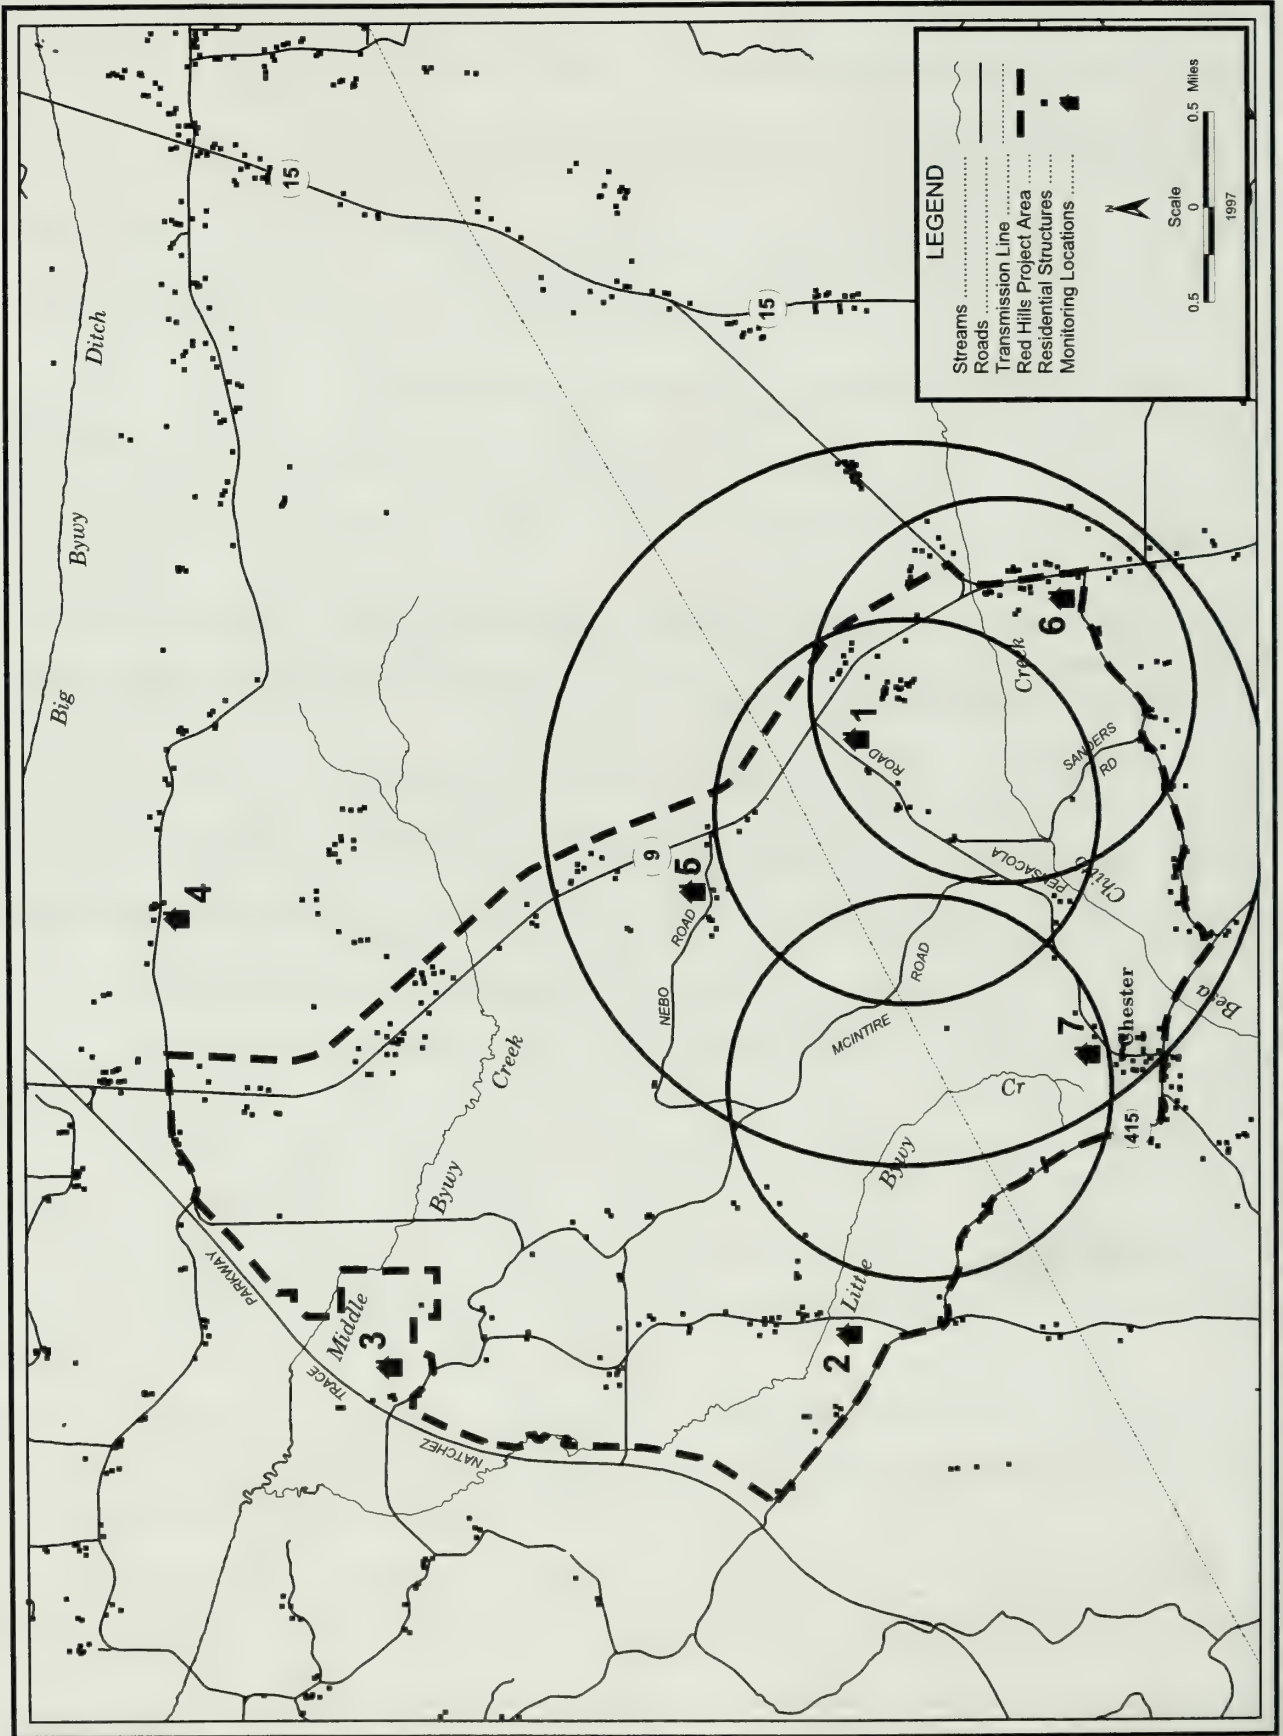 LEGEND
Streams ........................
Roads ..........................
Transmission Line ............
Red Hills Project Area ......
Residential Structures ......
Monitoring Locations ........
N
Scale
0.5 0 0.5 Miles
1997
Big Bywy Ditch
15
15
4
PARKWAY
TRACE
NATCHEZ
Middle Bywy Creek
3
9
5
NEBO ROAD
MCINTIRE ROAD
1
ROAD
PENSACOLA
SANDERS RD
Creek
6
2
Little Bywy Cr
7
Chester
415
Besa